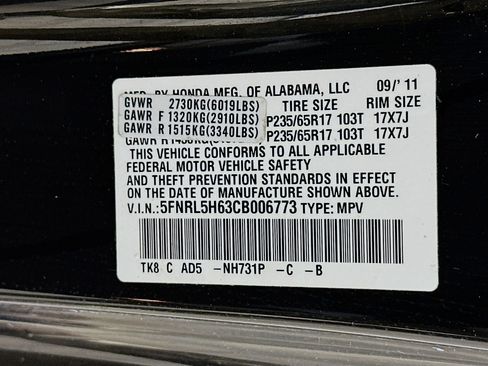 MFD. BY HONDA MFG. OF ALABAMA, LLC 09/'11
GVWR 2730KG(6019LBS) TIRE SIZE RIM SIZE
GAWR F 1320KG(2910LBS) P235/65R17 103T 17X7J
GAWR R 1515KG(3340LBS) P235/65R17 103T 17X7J
GAWR R
THIS VEHICLE CONFORMS TO ALL APPLICABLE
FEDERAL MOTOR VEHICLE SAFETY
AND THEFT PREVENTION STANDARDS IN EFFECT
ON THE DATE OF MANUFACTURE SHOWN ABOVE.
V.I.N.:5FNRL5H63CB006773 TYPE: MPV
TK8 C AD5 -NH731P -C -B